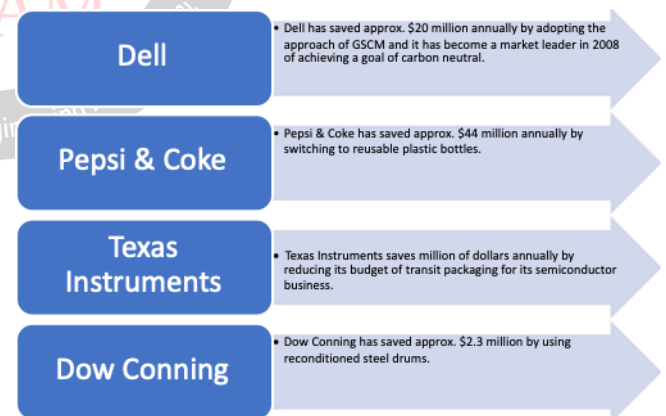 Dell
• Dell has saved approx. $20 million annually by adopting the
approach of GSCM and it has become a market leader in 2008
of achieving a goal of carbon neutral.
Pepsi & Coke
• Pepsi & Coke has saved approx. $44 million annually by
switching to reusable plastic bottles.
Texas
Instruments
• Texas Instruments saves million of dollars annually by
reducing its budget of transit packaging for its semiconductor
business.
Dow Conning
• Dow Conning has saved approx. $2.3 million by using
reconditioned steel drums.